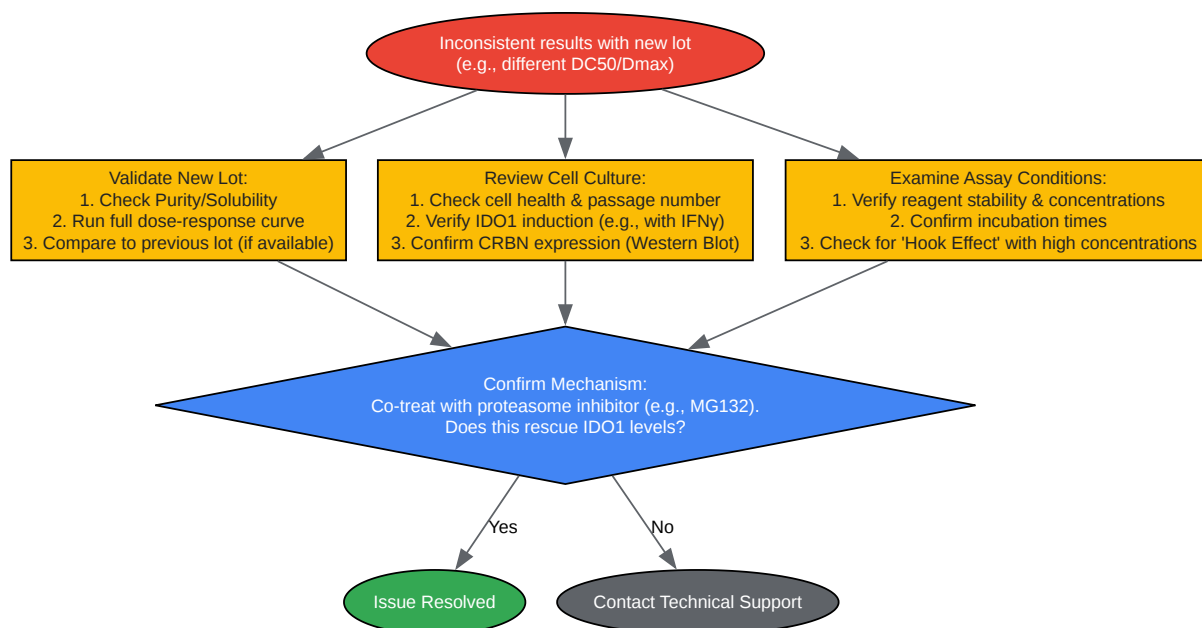 Inconsistent results with new lot
(e.g., different DC50/Dmax)
Validate New Lot:
1. Check Purity/Solubility
2. Run full dose-response curve
3. Compare to previous lot (if available)
Review Cell Culture:
1. Check cell health & passage number
2. Verify IDO1 induction (e.g., with IFNγ)
3. Confirm CRBN expression (Western Blot)
Examine Assay Conditions:
1. Verify reagent stability & concentrations
2. Confirm incubation times
3. Check for 'Hook Effect' with high concentrations
Confirm Mechanism:
Co-treat with proteasome inhibitor (e.g., MG132).
Does this rescue IDO1 levels?
Yes
No
Issue Resolved
Contact Technical Support